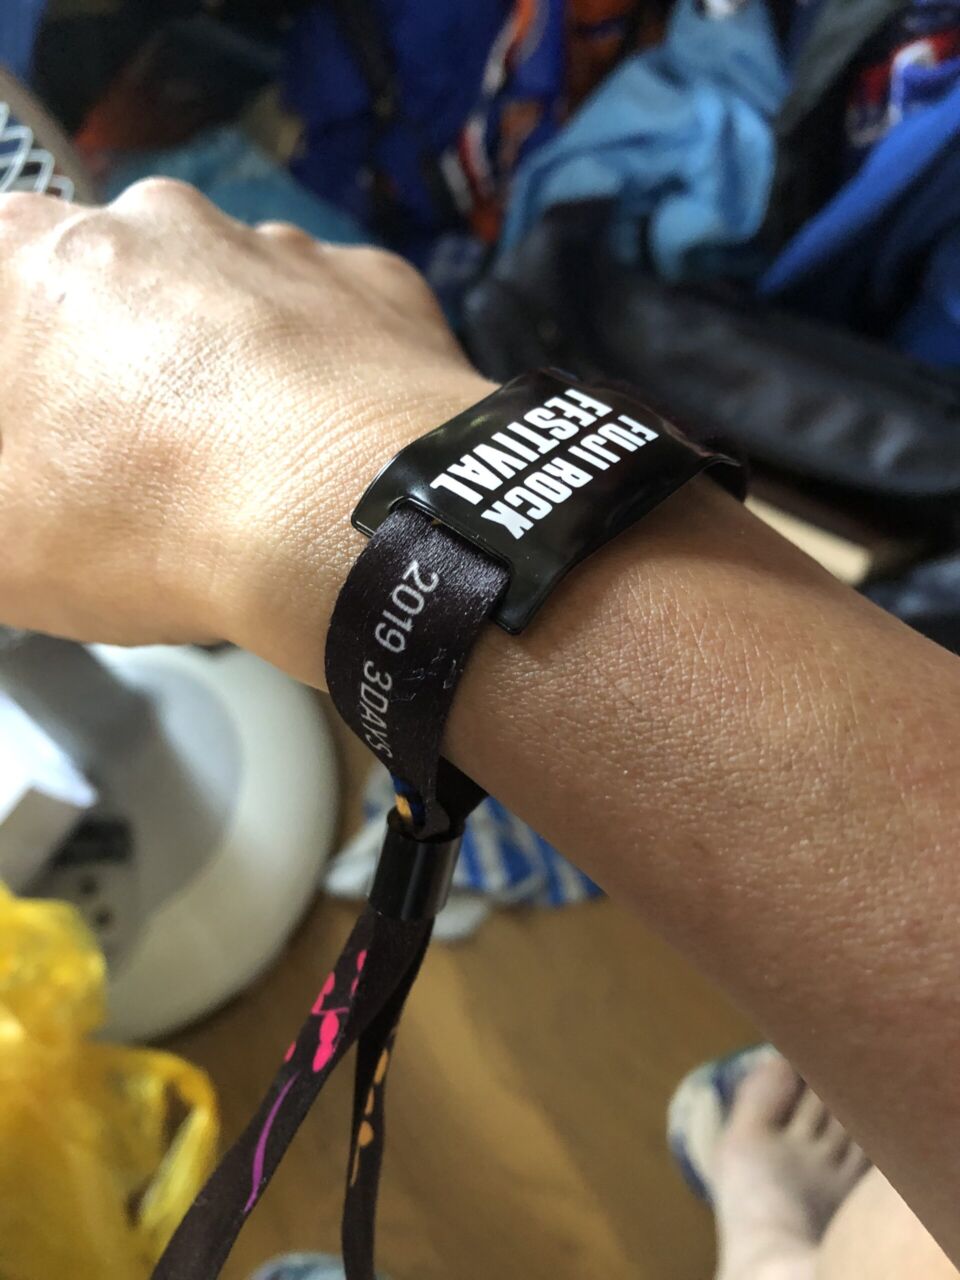 FUJI ROCK
FESTIVAL
2019 3DAYS